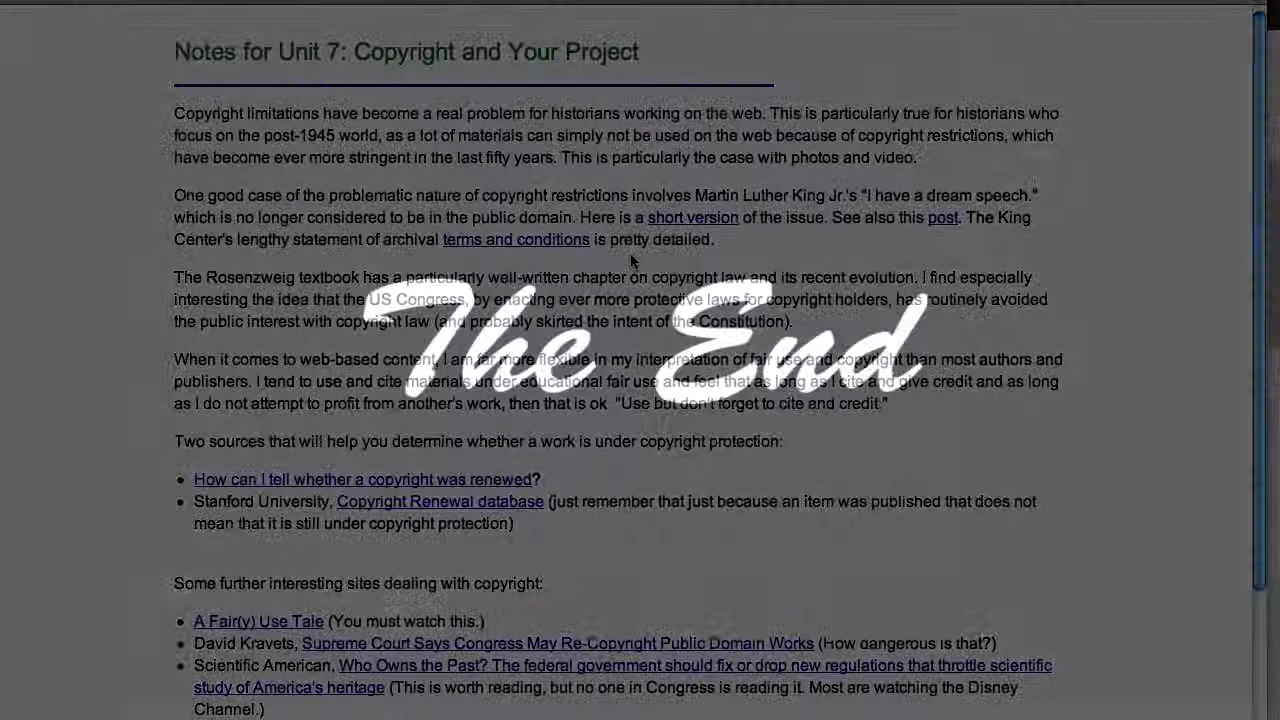 Notes for Unit 7: Copyright and Your Project
Copyright limitations have become a real problem for historians working on the web. This is particularly true for historians who
focus on the post-1945 world, as a lot of materials can simply not be used on the web because of copyright restrictions, which
have become ever more stringent in the last fifty years. This is particularly the case with photos and video.
One good case of the problematic nature of copyright restrictions involves Martin Luther King Jr.'s "I have a dream speech."
which is no longer considered to be in the public domain. Here is a short version of the issue. See also this post. The King
Center's lengthy statement of archival terms and conditions is pretty detailed.
The Rosenzweig textbook has a particularly well-written chapter on copyright law and its recent evolution. I find especially
interesting the idea that the US Congress, by enacting ever more protective laws for copyright holders, has routinely avoided
the public interest with copyright law (and probably skirted the intent of the Constitution).
The End
When it comes to web-based content, I am far more flexible in my interpretation of fair use and copyright than most authors and
publishers. I tend to use and cite materials under educational fair use and feel that as long as I cite and give credit and as long
as I do not attempt to profit from another's work, then that is ok "Use but don't forget to cite and credit."
Two sources that will help you determine whether a work is under copyright protection:
• How can I tell whether a copyright was renewed?
• Stanford University, Copyright Renewal database (just remember that just because an item was published that does not
mean that it is still under copyright protection)
Some further interesting sites dealing with copyright:
• A Fair(y) Use Tale (You must watch this.)
• David Kravets, Supreme Court Says Congress May Re-Copyright Public Domain Works (How dangerous is that?)
• Scientific American, Who Owns the Past? The federal government should fix or drop new regulations that throttle scientific
study of America's heritage (This is worth reading, but no one in Congress is reading it. Most are watching the Disney
Channel.)